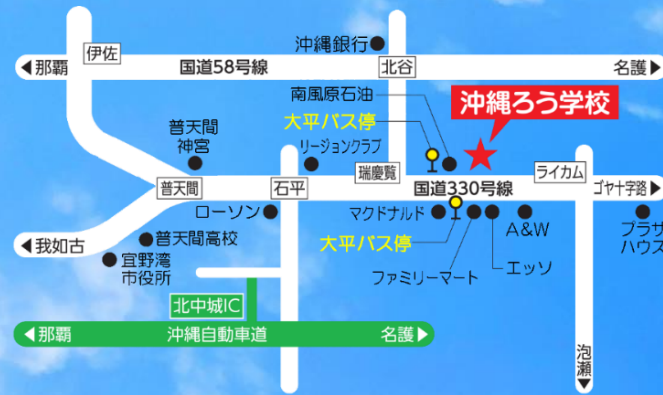 沖縄銀行
伊佐
◀那覇
国道58号線
北谷
名護▶
南風原石油
沖縄ろう学校
大平バス停
普天間
神宮
リージョンクラブ
瑞慶覧
ライカム
普天間
石平
国道330号線
ゴヤ十字路▶
ローソン
マクドナルド
A&W
プラザ
ハウス
◀我如古
普天間高校
大平バス停
宜野湾
市役所
ファミリーマート
エッソ
北中城IC
◀那覇
沖縄自動車道
名護▶
泡瀬▼